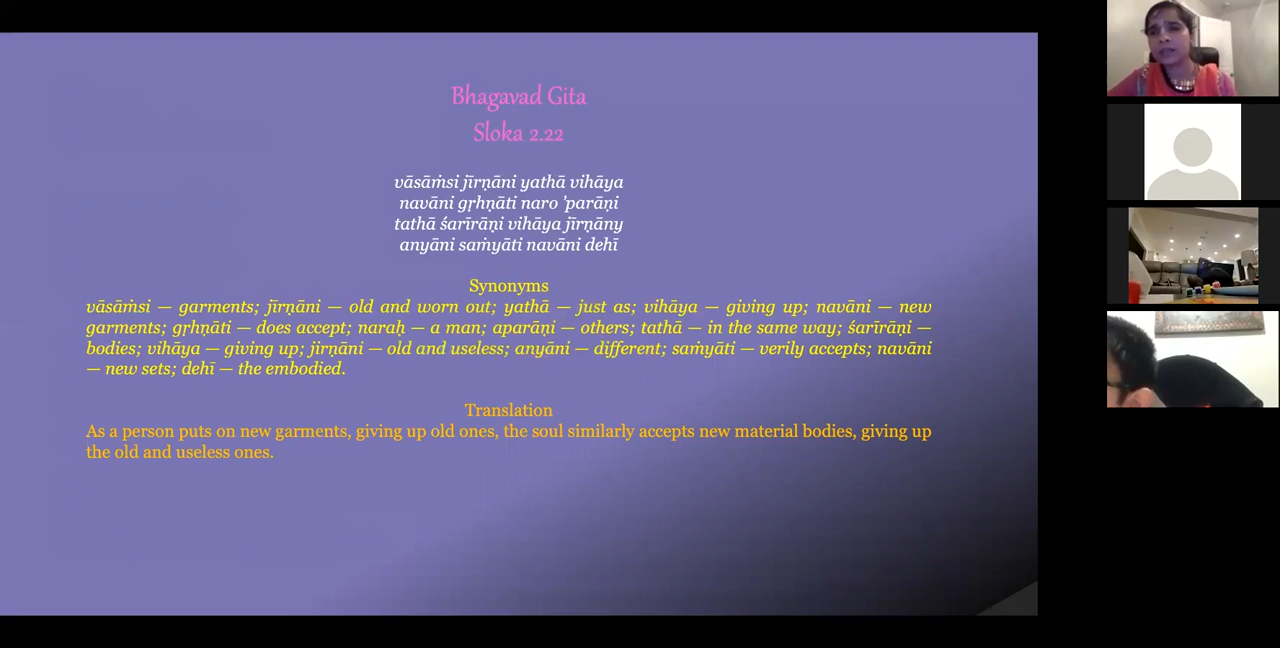 Bhagavad Gita
Sloka 2.22
vāsāṁsi jīrṇāni yathā vihāya
navāni gṛhṇāti naro ’parāṇi
tathā śarīrāṇi vihāya jīrṇāny
anyāni saṁyāti navāni dehī
Synonyms
vāsāṁsi — garments; jīrṇāni — old and worn out; yathā — just as; vihāya — giving up; navāni — new
garments; gṛhṇāti — does accept; naraḥ — a man; aparāṇi — others; tathā — in the same way; śarīrāṇi —
bodies; vihāya — giving up; jirṇāni — old and useless; anyāni — different; saṁyāti — verily accepts; navāni
— new sets; dehī — the embodied.
Translation
As a person puts on new garments, giving up old ones, the soul similarly accepts new material bodies, giving up
the old and useless ones.